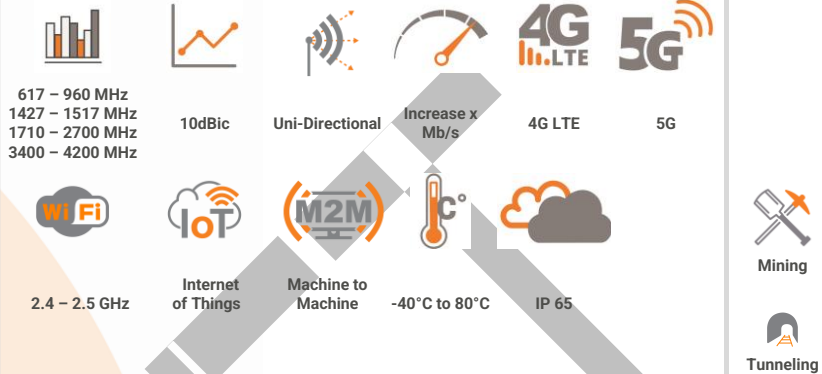 4G
LTE
5G
617 – 960 MHz
1427 – 1517 MHz
1710 – 2700 MHz
3400 – 4200 MHz
10dBic
Uni-Directional
Increase x
Mb/s
4G LTE
5G
Wi Fi
IoT
M2M
C°
2.4 – 2.5 GHz
Internet
of Things
Machine to
Machine
-40°C to 80°C
IP 65
Mining
Tunneling